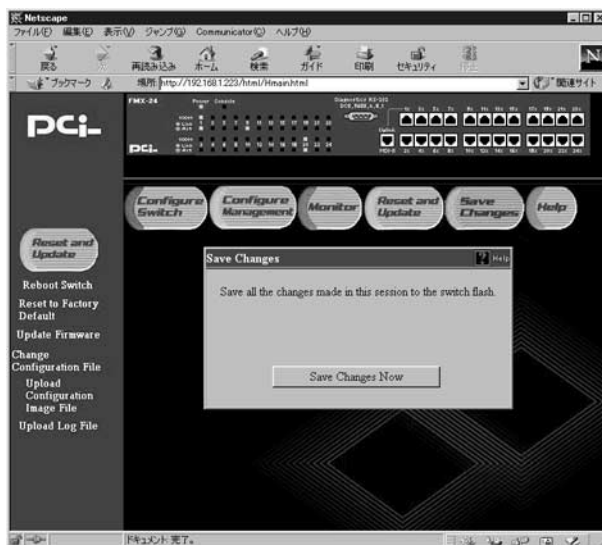 Netscape
ファイル(F) 編集(E) 表示(V) ジャンプ(G) Communicator(C) ヘルプ(H)
戻る 再読み込み ホーム 検索 ガイド 印刷 セキュリティ 停止
ブックマーク 場所: http://192.168.1.223/html/Hmain.html 関連サイト
FMX-24
Power Console
PCi
PCi
Configure Switch
Configure Management
Monitor
Reset and Update
Save Changes
Help
Reset and Update
Reboot Switch
Reset to Factory
Default
Update Firmware
Change
Configuration File
Upload
Configuration
Image File
Upload Log File
Save Changes
Help
Save all the changes made in this session to the switch flash.
Save Changes Now
ドキュメント: 完了。